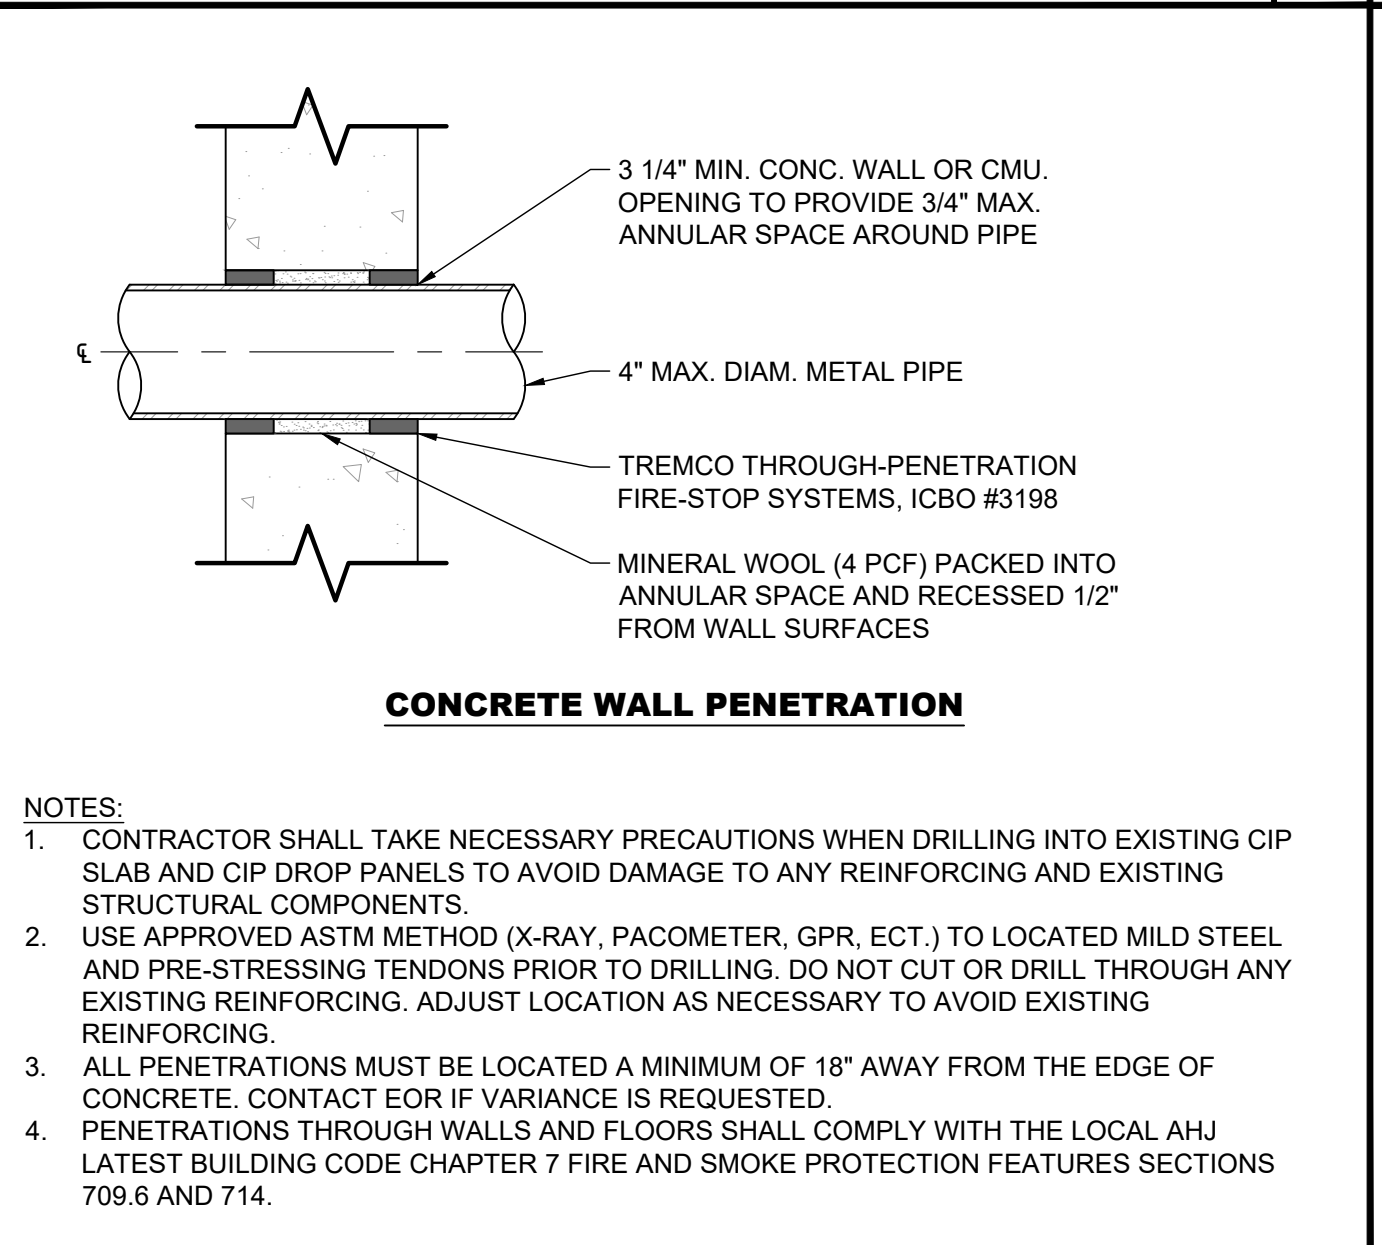 3 1/4" MIN. CONC. WALL OR CMU.
OPENING TO PROVIDE 3/4" MAX.
ANNULAR SPACE AROUND PIPE
℄
4" MAX. DIAM. METAL PIPE
TREMCO THROUGH-PENETRATION
FIRE-STOP SYSTEMS, ICBO #3198
MINERAL WOOL (4 PCF) PACKED INTO
ANNULAR SPACE AND RECESSED 1/2"
FROM WALL SURFACES
CONCRETE WALL PENETRATION
NOTES:
1. CONTRACTOR SHALL TAKE NECESSARY PRECAUTIONS WHEN DRILLING INTO EXISTING CIP
SLAB AND CIP DROP PANELS TO AVOID DAMAGE TO ANY REINFORCING AND EXISTING
STRUCTURAL COMPONENTS.
2. USE APPROVED ASTM METHOD (X-RAY, PACOMETER, GPR, ECT.) TO LOCATED MILD STEEL
AND PRE-STRESSING TENDONS PRIOR TO DRILLING. DO NOT CUT OR DRILL THROUGH ANY
EXISTING REINFORCING. ADJUST LOCATION AS NECESSARY TO AVOID EXISTING
REINFORCING.
3. ALL PENETRATIONS MUST BE LOCATED A MINIMUM OF 18" AWAY FROM THE EDGE OF
CONCRETE. CONTACT EOR IF VARIANCE IS REQUESTED.
4. PENETRATIONS THROUGH WALLS AND FLOORS SHALL COMPLY WITH THE LOCAL AHJ
LATEST BUILDING CODE CHAPTER 7 FIRE AND SMOKE PROTECTION FEATURES SECTIONS
709.6 AND 714.